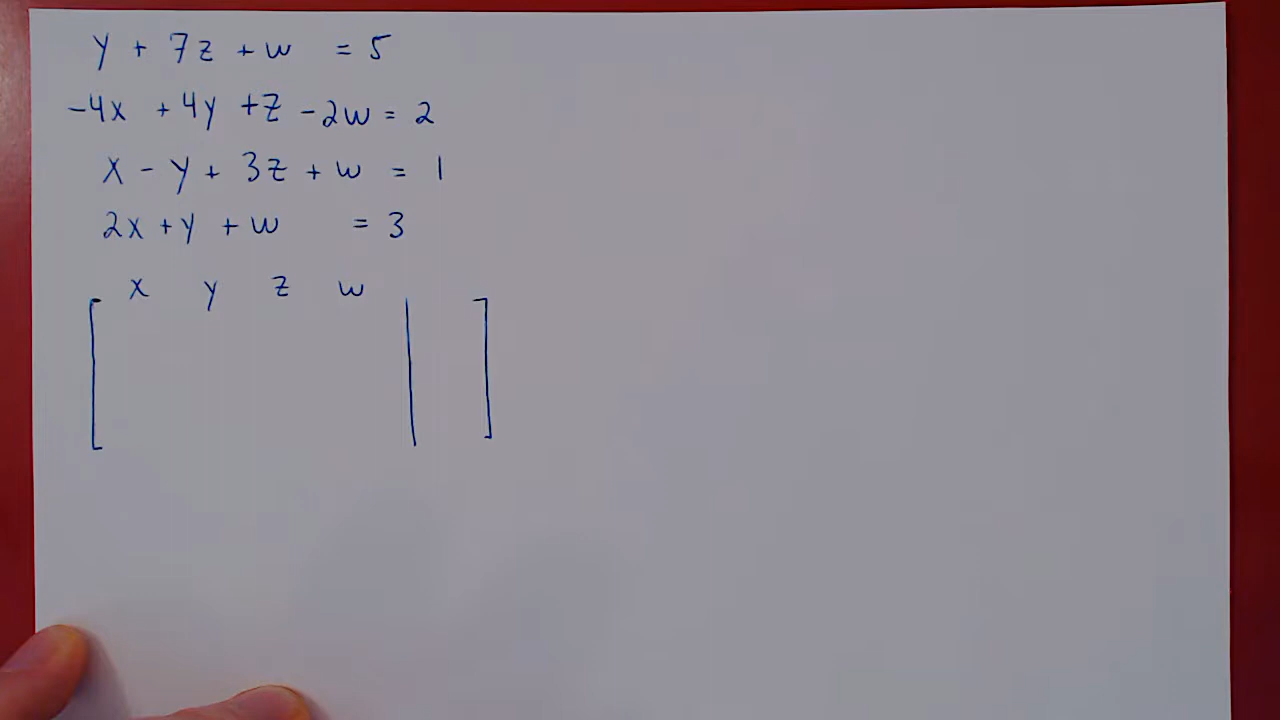 y + 7z + w = 5
-4x + 4y + z - 2w = 2
x - y + 3z + w = 1
2x + y + w = 3
x y z w